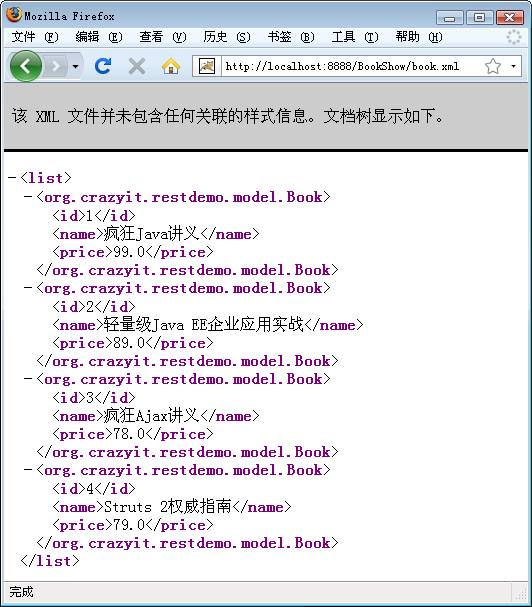 Mozilla Firefox
文件 (F) 编辑 (E) 查看 (V) 历史 (S) 书签 (B) 工具 (T) 帮助 (H)
http://localhost:8888/BookShow/book.xml
该 XML 文件并未包含任何关联的样式信息。文档树显示如下。
−<list>
−<org.crazyit.restdemo.model.Book>
<id>1</id>
<name>疯狂Java讲义</name>
<price>99.0</price>
</org.crazyit.restdemo.model.Book>
−<org.crazyit.restdemo.model.Book>
<id>2</id>
<name>轻量级Java EE企业应用实战</name>
<price>89.0</price>
</org.crazyit.restdemo.model.Book>
−<org.crazyit.restdemo.model.Book>
<id>3</id>
<name>疯狂Ajax讲义</name>
<price>78.0</price>
</org.crazyit.restdemo.model.Book>
−<org.crazyit.restdemo.model.Book>
<id>4</id>
<name>Struts 2权威指南</name>
<price>79.0</price>
</org.crazyit.restdemo.model.Book>
</list>
完成